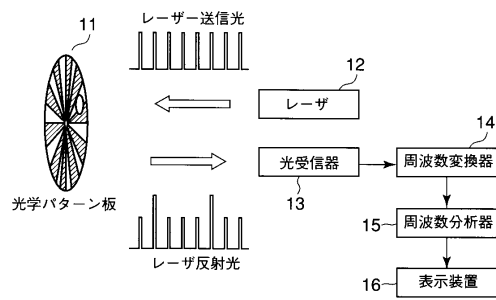 11
レーザー送信光
12
レーザ
14
光受信器
周波数変換器
13
光学パターン板
15
周波数分析器
レーザ反射光
16
表示装置